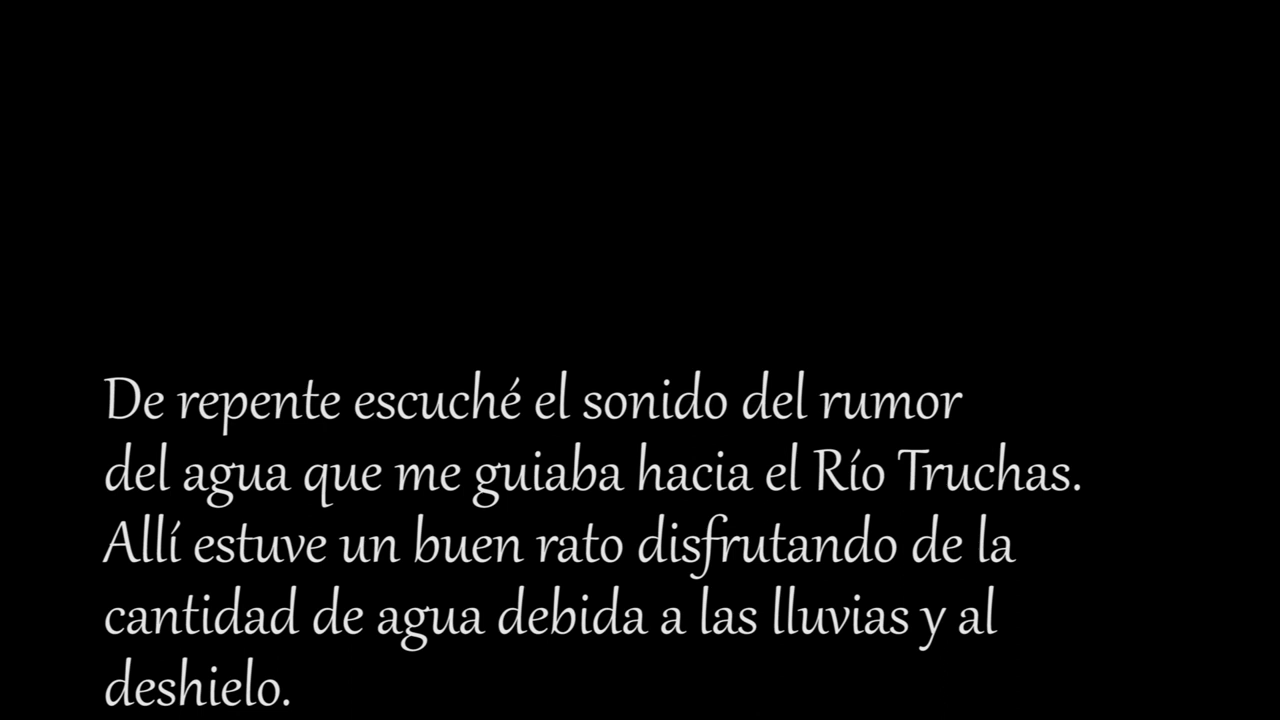 De repente escuché el sonido del rumor
del agua que me guiaba hacia el Río Truchas.
Allí estuve un buen rato disfrutando de la
cantidad de agua debida a las lluvias y al
deshielo.